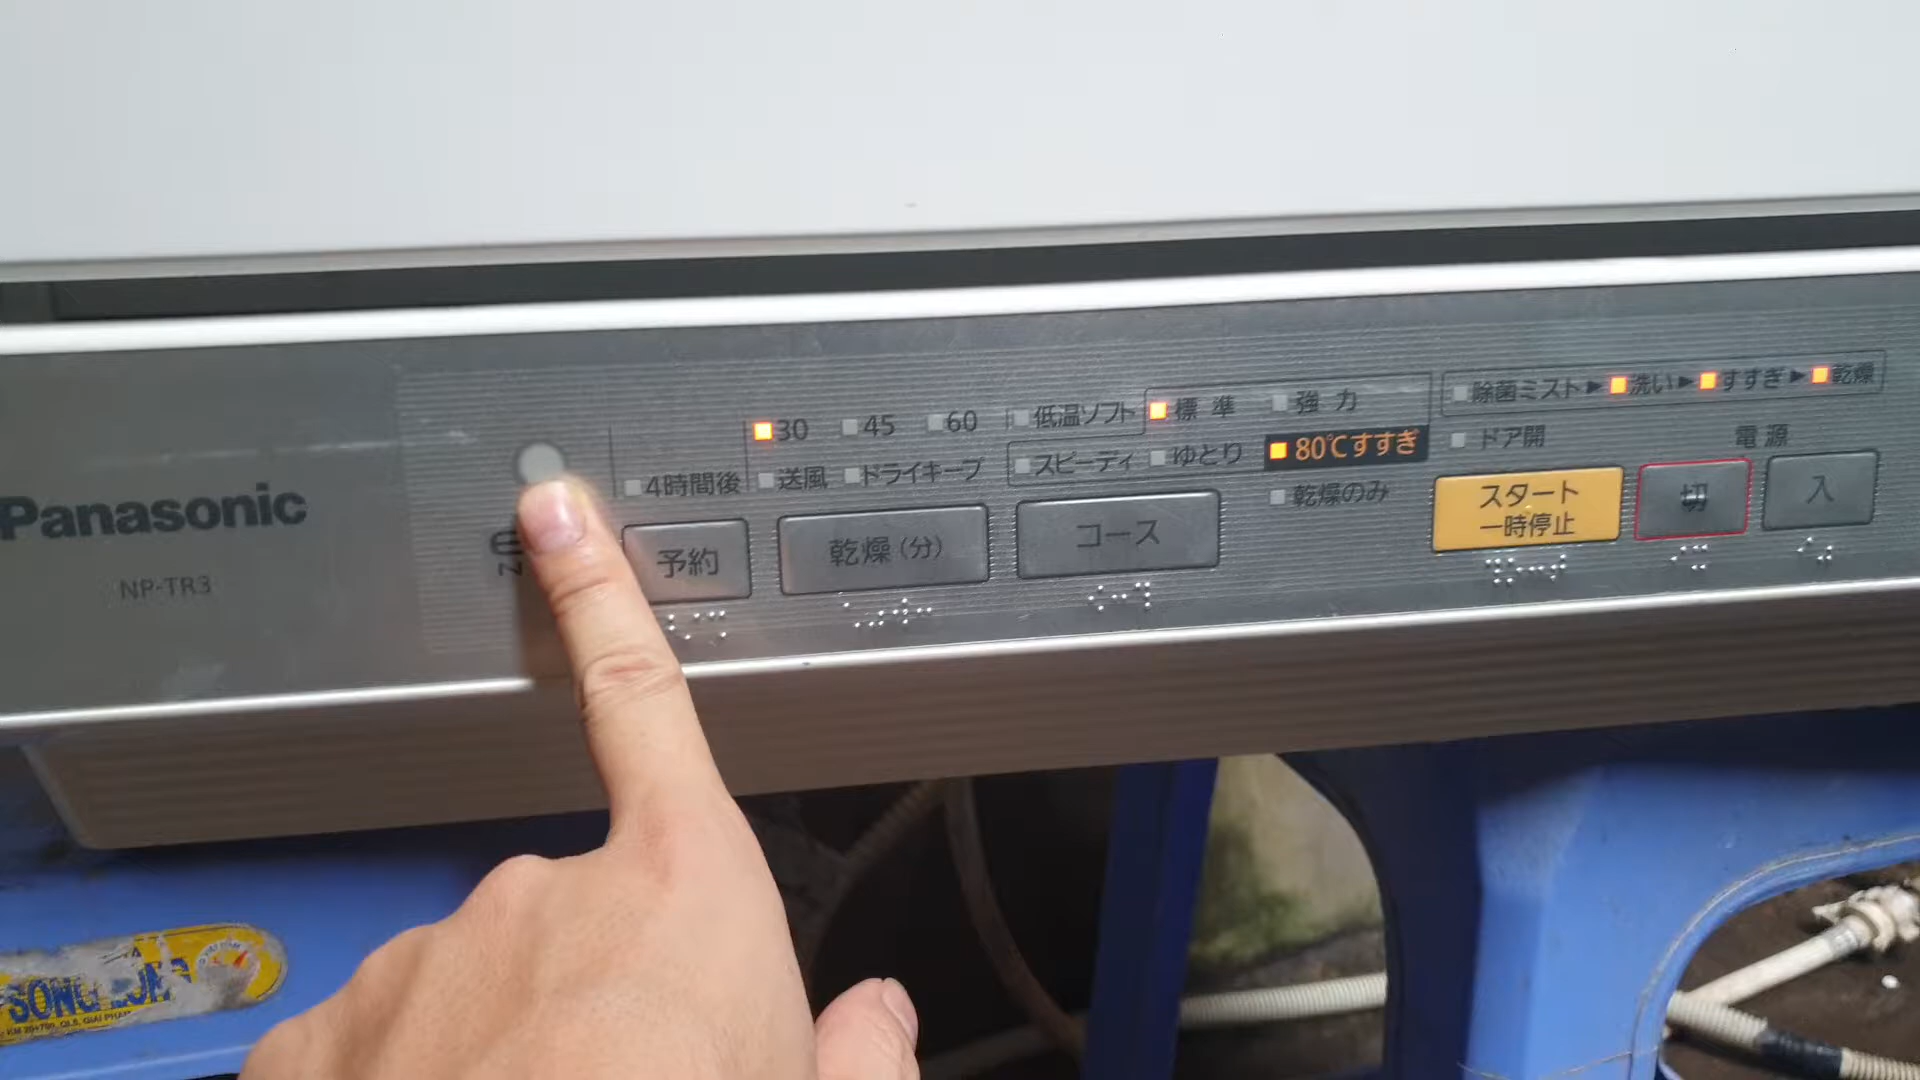 Panasonic
NP-TR3
4時間後
予約
30
45
60
送風
ドライキープ
乾燥(分)
低温ソフト
標準
強力
スピーディ
ゆとり
80℃すすぎ
乾燥のみ
コース
除菌ミスト▶洗い▶すすぎ▶乾燥
ドア開
電源
スタート
一時停止
切
入
SONG